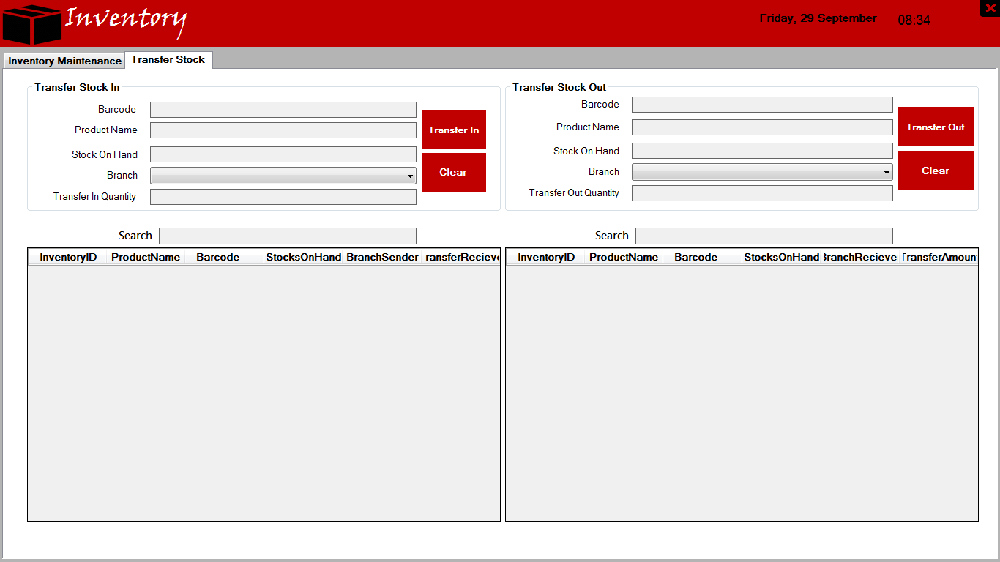 Inventory
Friday, 29 September
08:34
Inventory Maintenance
Transfer Stock
Transfer Stock In
Barcode
Product Name
Stock On Hand
Branch
Transfer In Quantity
Transfer In
Clear
Transfer Stock Out
Barcode
Product Name
Stock On Hand
Branch
Transfer Out Quantity
Transfer Out
Clear
Search
InventoryID ProductName Barcode StocksOnHand BranchSender TransferRecieve
Search
InventoryID ProductName Barcode StocksOnHand BranchReciever TransferAmoun